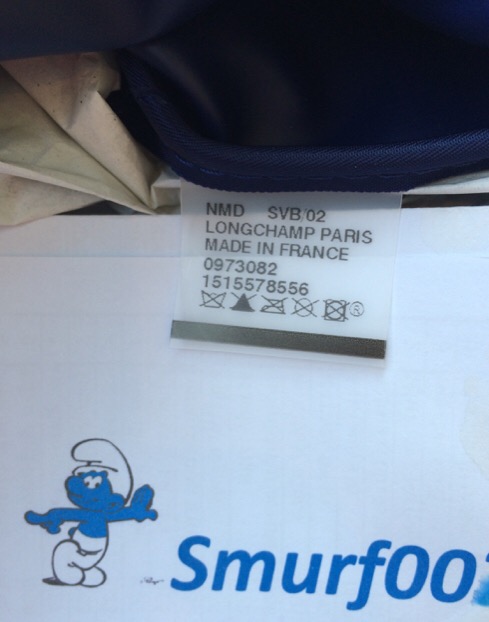 NMD SVB/02
LONGCHAMP PARIS
MADE IN FRANCE
0973082
1515578556
®
Smurf00